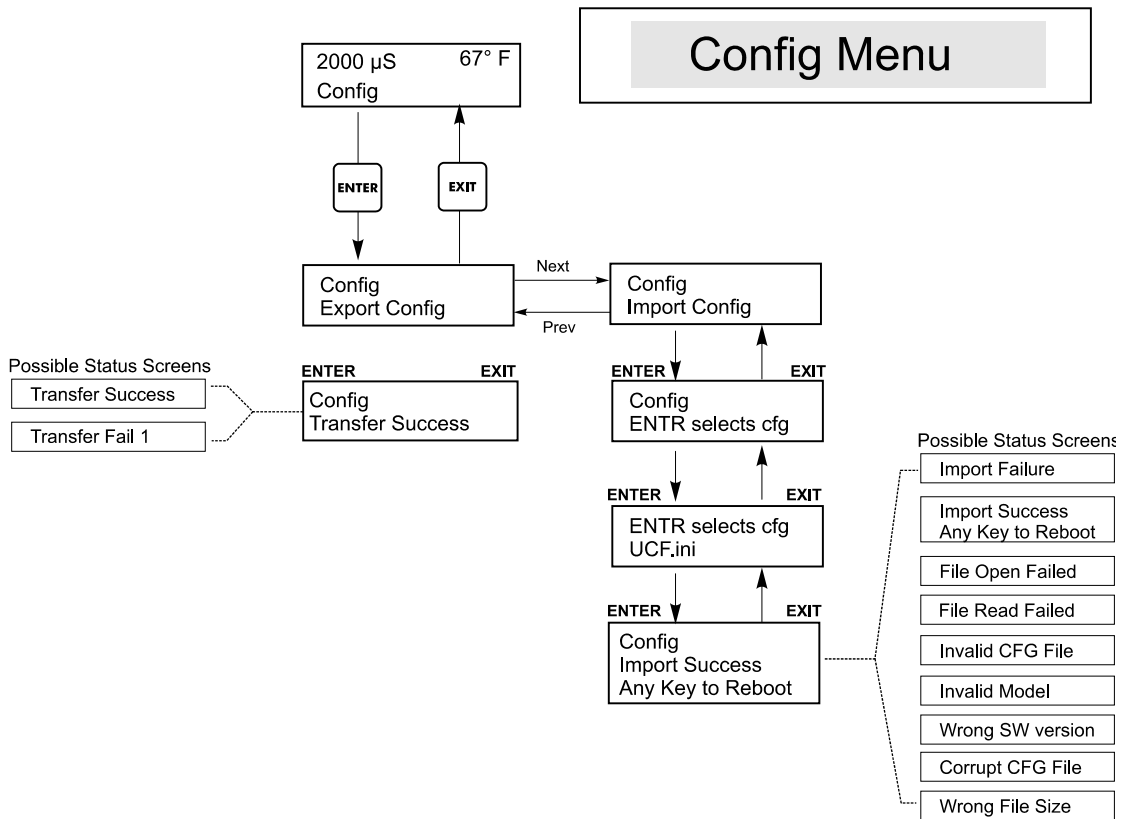 Config Menu
2000 µS 67° F
Config
ENTER
EXIT
Config
Export Config
Next
Prev
Config
Import Config
Possible Status Screens
Transfer Success
Transfer Fail 1
ENTER EXIT
Config
Transfer Success
ENTER EXIT
Config
ENTR selects cfg
ENTER EXIT
ENTR selects cfg
UCF.ini
ENTER EXIT
Config
Import Success
Any Key to Reboot
Possible Status Screens
Import Failure
Import Success
Any Key to Reboot
File Open Failed
File Read Failed
Invalid CFG File
Invalid Model
Wrong SW version
Corrupt CFG File
Wrong File Size